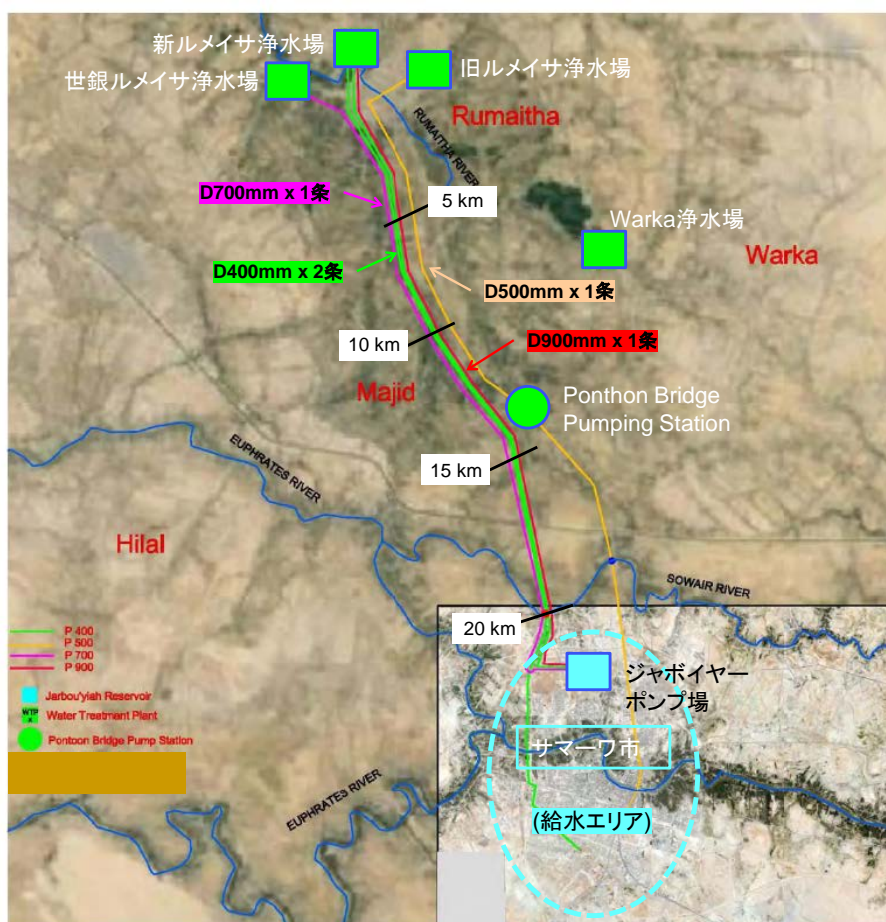 新ルメイサ浄水場
世銀ルメイサ浄水場
旧ルメイサ浄水場
Rumaitha
RUMAITHA RIVER
D700mm x 1条
5 km
Warka浄水場
Warka
D400mm x 2条
D500mm x 1条
10 km
D900mm x 1条
Majid
Ponthon Bridge
Pumping Station
15 km
EUPHRATES RIVER
Hilal
SOWAIR RIVER
20 km
P 400
P 500
P 700
P 900
ジャボイヤー
ポンプ場
Jarbou'yiah Reservoir
WTP
Water Treatment Plant
Pontoon Bridge Pump Station
サマーワ市
EUPHRATES RIVER
(給水エリア)